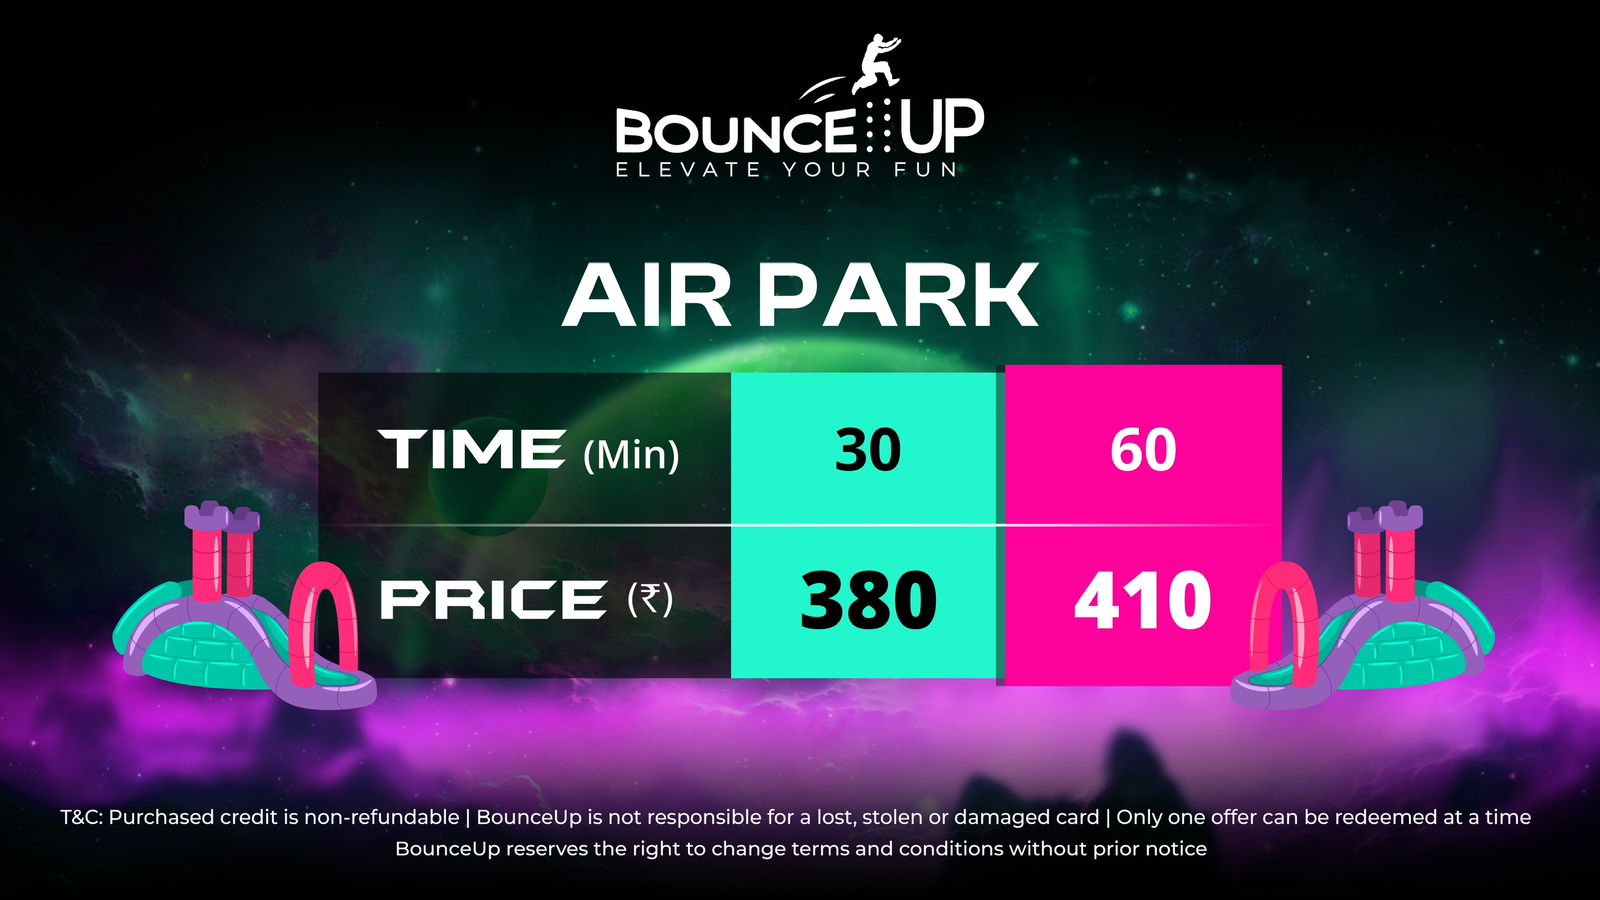 BOUNCE UP
ELEVATE YOUR FUN
AIR PARK
TIME (Min) 30 60
PRICE (₹) 380 410
T&C: Purchased credit is non-refundable | BounceUp is not responsible for a lost, stolen or damaged card | Only one offer can be redeemed at a time
BounceUp reserves the right to change terms and conditions without prior notice